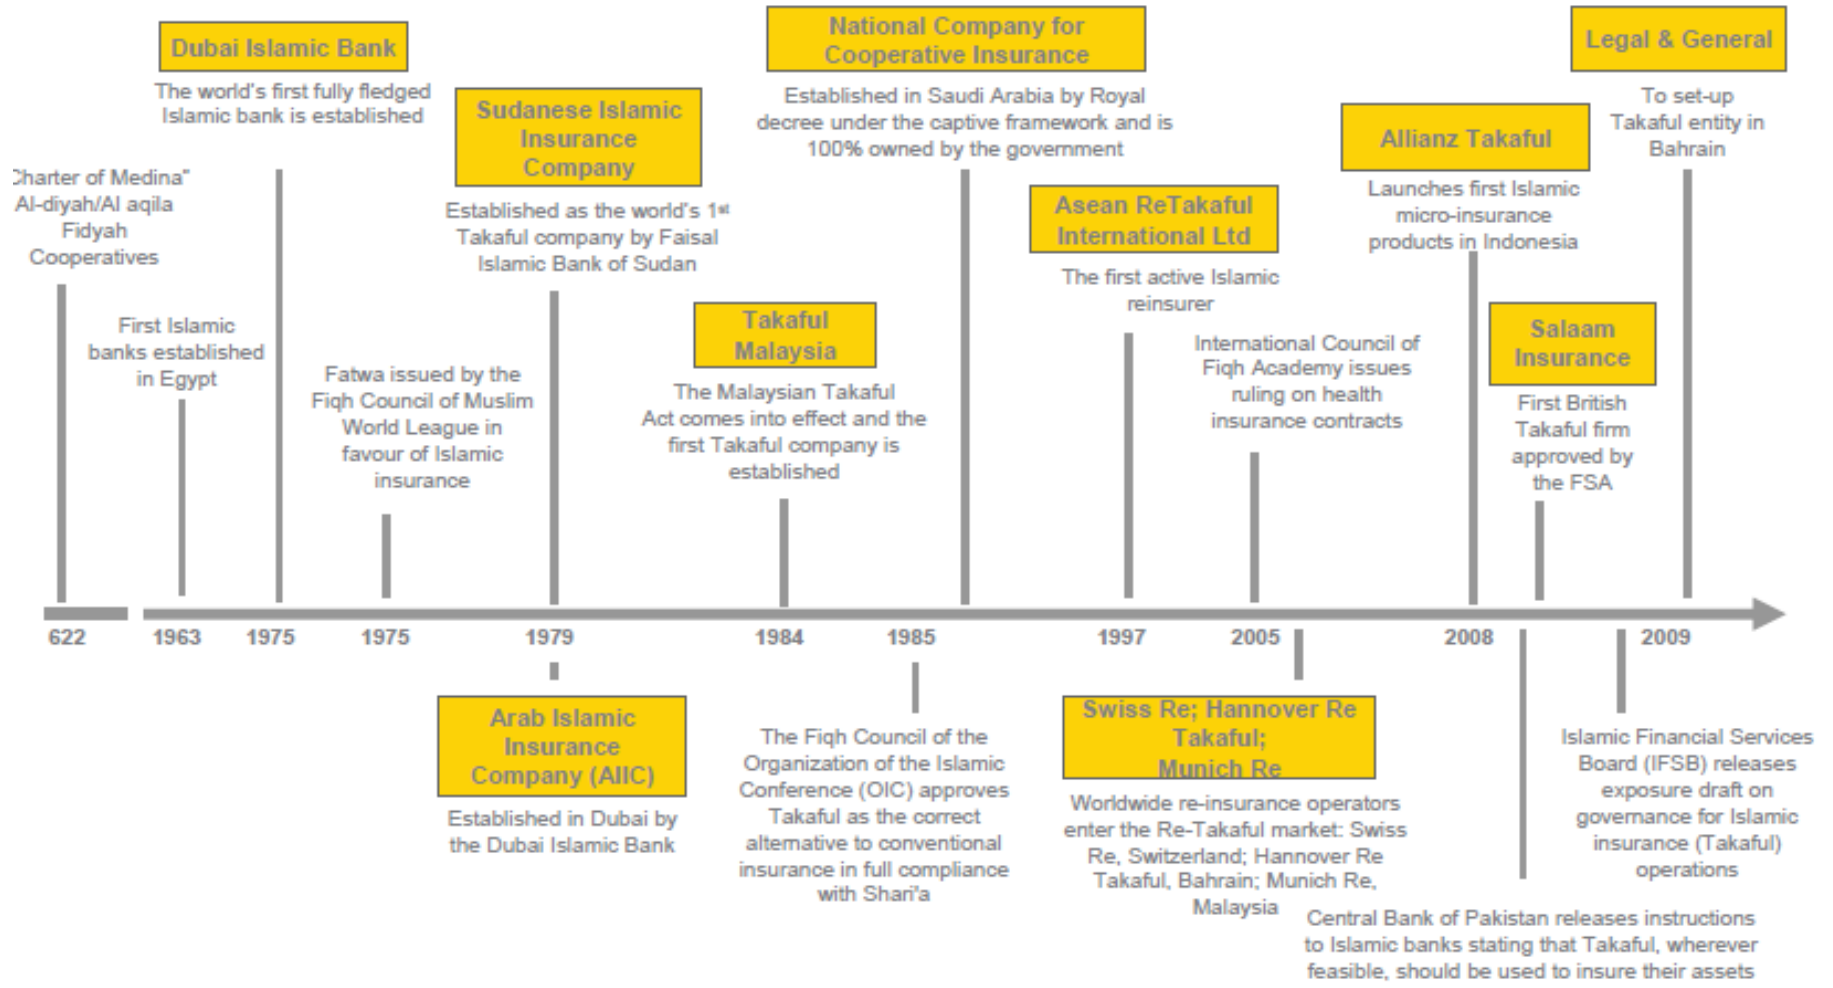 Dubai Islamic Bank
The world's first fully fledged
Islamic bank is established
Charter of Medina"
Al-diyah/Al aqila
Fidyah
Cooperatives
First Islamic
banks established
in Egypt
Fatwa issued by the
Fiqh Council of Muslim
World League in
favour of Islamic
insurance
Sudanese Islamic
Insurance
Company
Established as the world's 1st
Takaful company by Faisal
Islamic Bank of Sudan
Takaful
Malaysia
The Malaysian Takaful
Act comes into effect and the
first Takaful company is
established
National Company for
Cooperative Insurance
Established in Saudi Arabia by Royal
decree under the captive framework and is
100% owned by the government
Asean ReTakaful
International Ltd
The first active Islamic
reinsurer
International Council of
Fiqh Academy issues
ruling on health
insurance contracts
Allianz Takaful
Launches first Islamic
micro-insurance
products in Indonesia
Salaam
Insurance
First British
Takaful firm
approved by
the FSA
Legal & General
To set-up
Takaful entity in
Bahrain
622 1963 1975 1975 1979 1984 1985 1997 2005 2008 2009
Arab Islamic
Insurance
Company (AIIC)
Established in Dubai by
the Dubai Islamic Bank
The Fiqh Council of the
Organization of the Islamic
Conference (OIC) approves
Takaful as the correct
alternative to conventional
insurance in full compliance
with Shari'a
Swiss Re; Hannover Re
Takaful;
Munich Re
Worldwide re-insurance operators
enter the Re-Takaful market: Swiss
Re, Switzerland; Hannover Re
Takaful, Bahrain; Munich Re,
Malaysia
Central Bank of Pakistan releases instructions
to Islamic banks stating that Takaful, wherever
feasible, should be used to insure their assets
Islamic Financial Services
Board (IFSB) releases
exposure draft on
governance for Islamic
insurance (Takaful)
operations